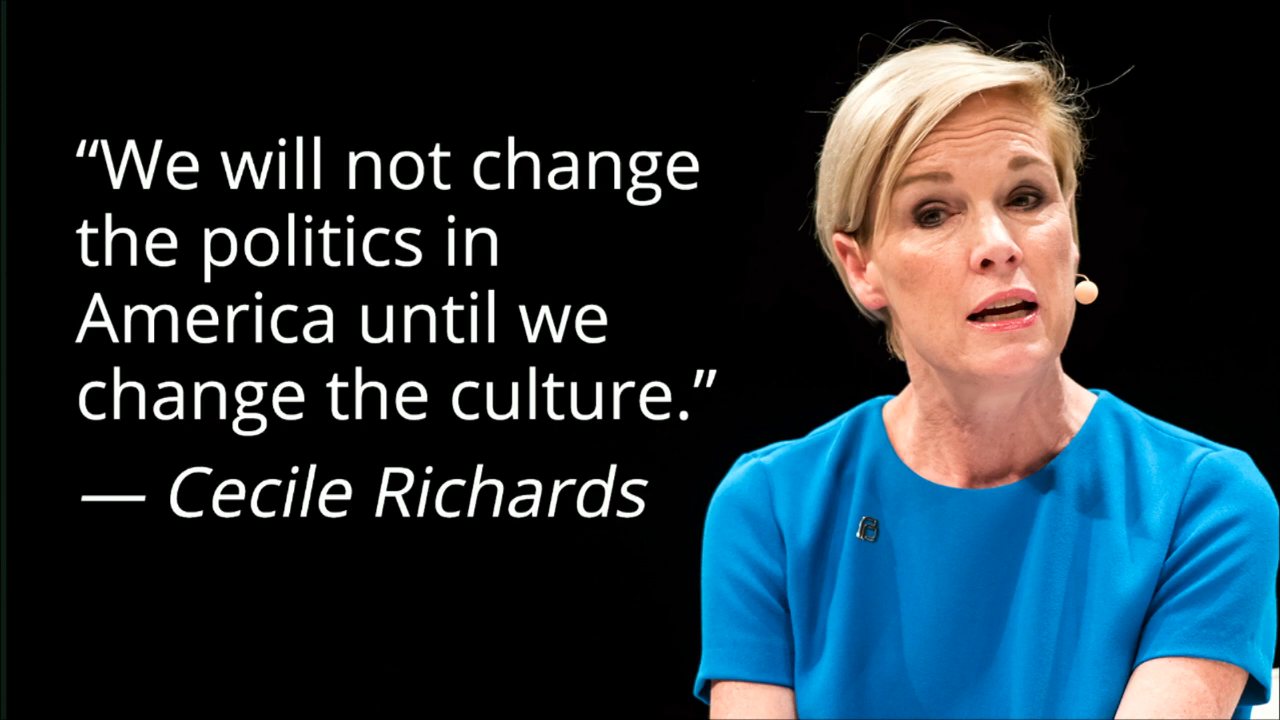 “We will not change
the politics in
America until we
change the culture.”
— Cecile Richards